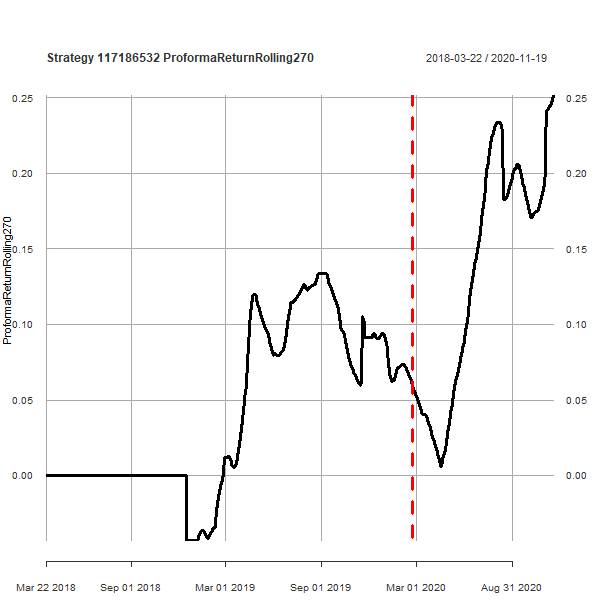 Strategy 117186532 ProformaReturnRolling270 2018-03-22 / 2020-11-19
0.25 0.25
0.20 0.20
0.15 0.15
0.10 0.10
0.05 0.05
0.00 0.00
ProformaReturnRolling270
Mar 22 2018 Sep 01 2018 Mar 01 2019 Sep 01 2019 Mar 01 2020 Aug 31 2020